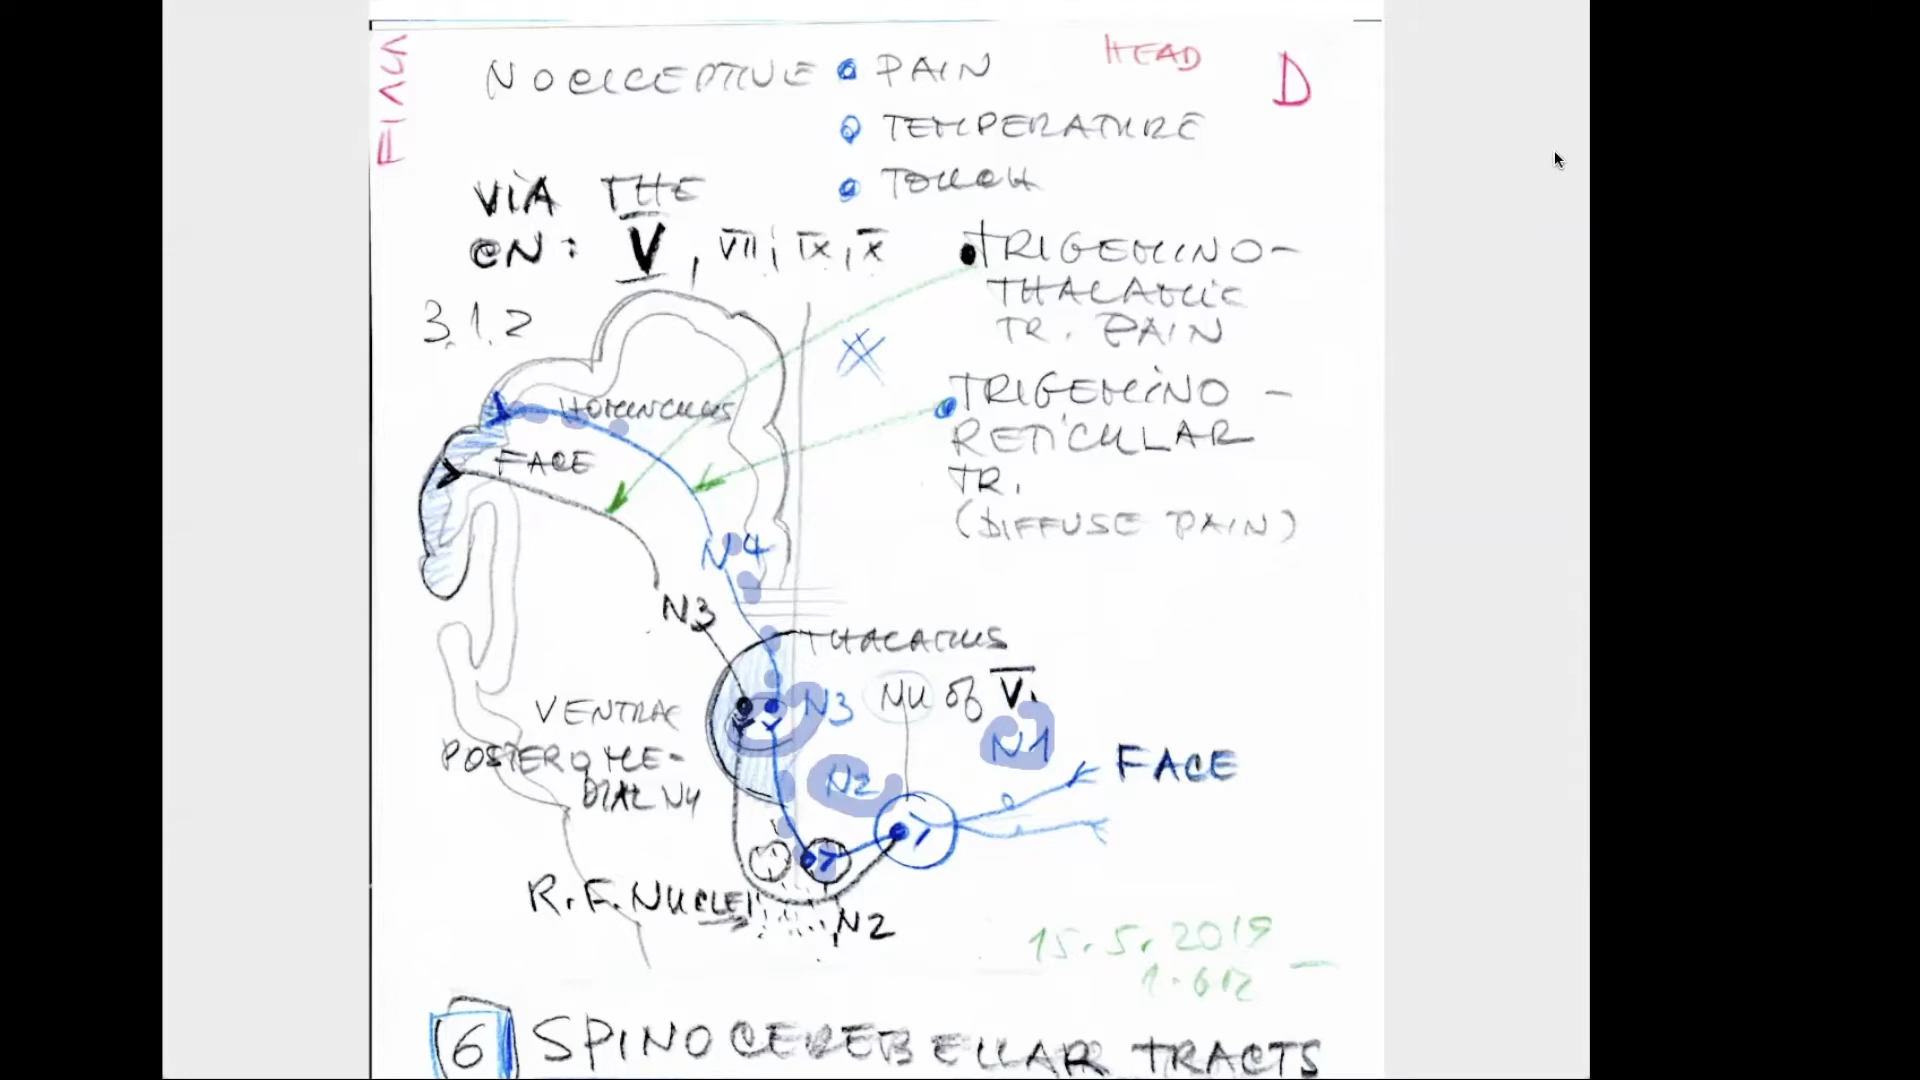 FINAL
NOCICEPTIVE • PAIN
HEAD
D
• TEMPERATURE
• TOUCH
VIA THE
CN: V, VII, IX, X
3.1.2
• TRIGEMINO-
THALAMIC
TR. PAIN
TRIGEMINO -
RETICULAR
TR.
(DIFFUSE PAIN)
HOMUNCULUS
FACE
N4
N3
THALAMUS
N3
NU of V.
N1
VENTRAL
POSTEROME-
DIAL NU
N2
FACE
R.F. NUCLEI
N2
15.5.2019
6 SPINOCEREBELLAR TRACTS